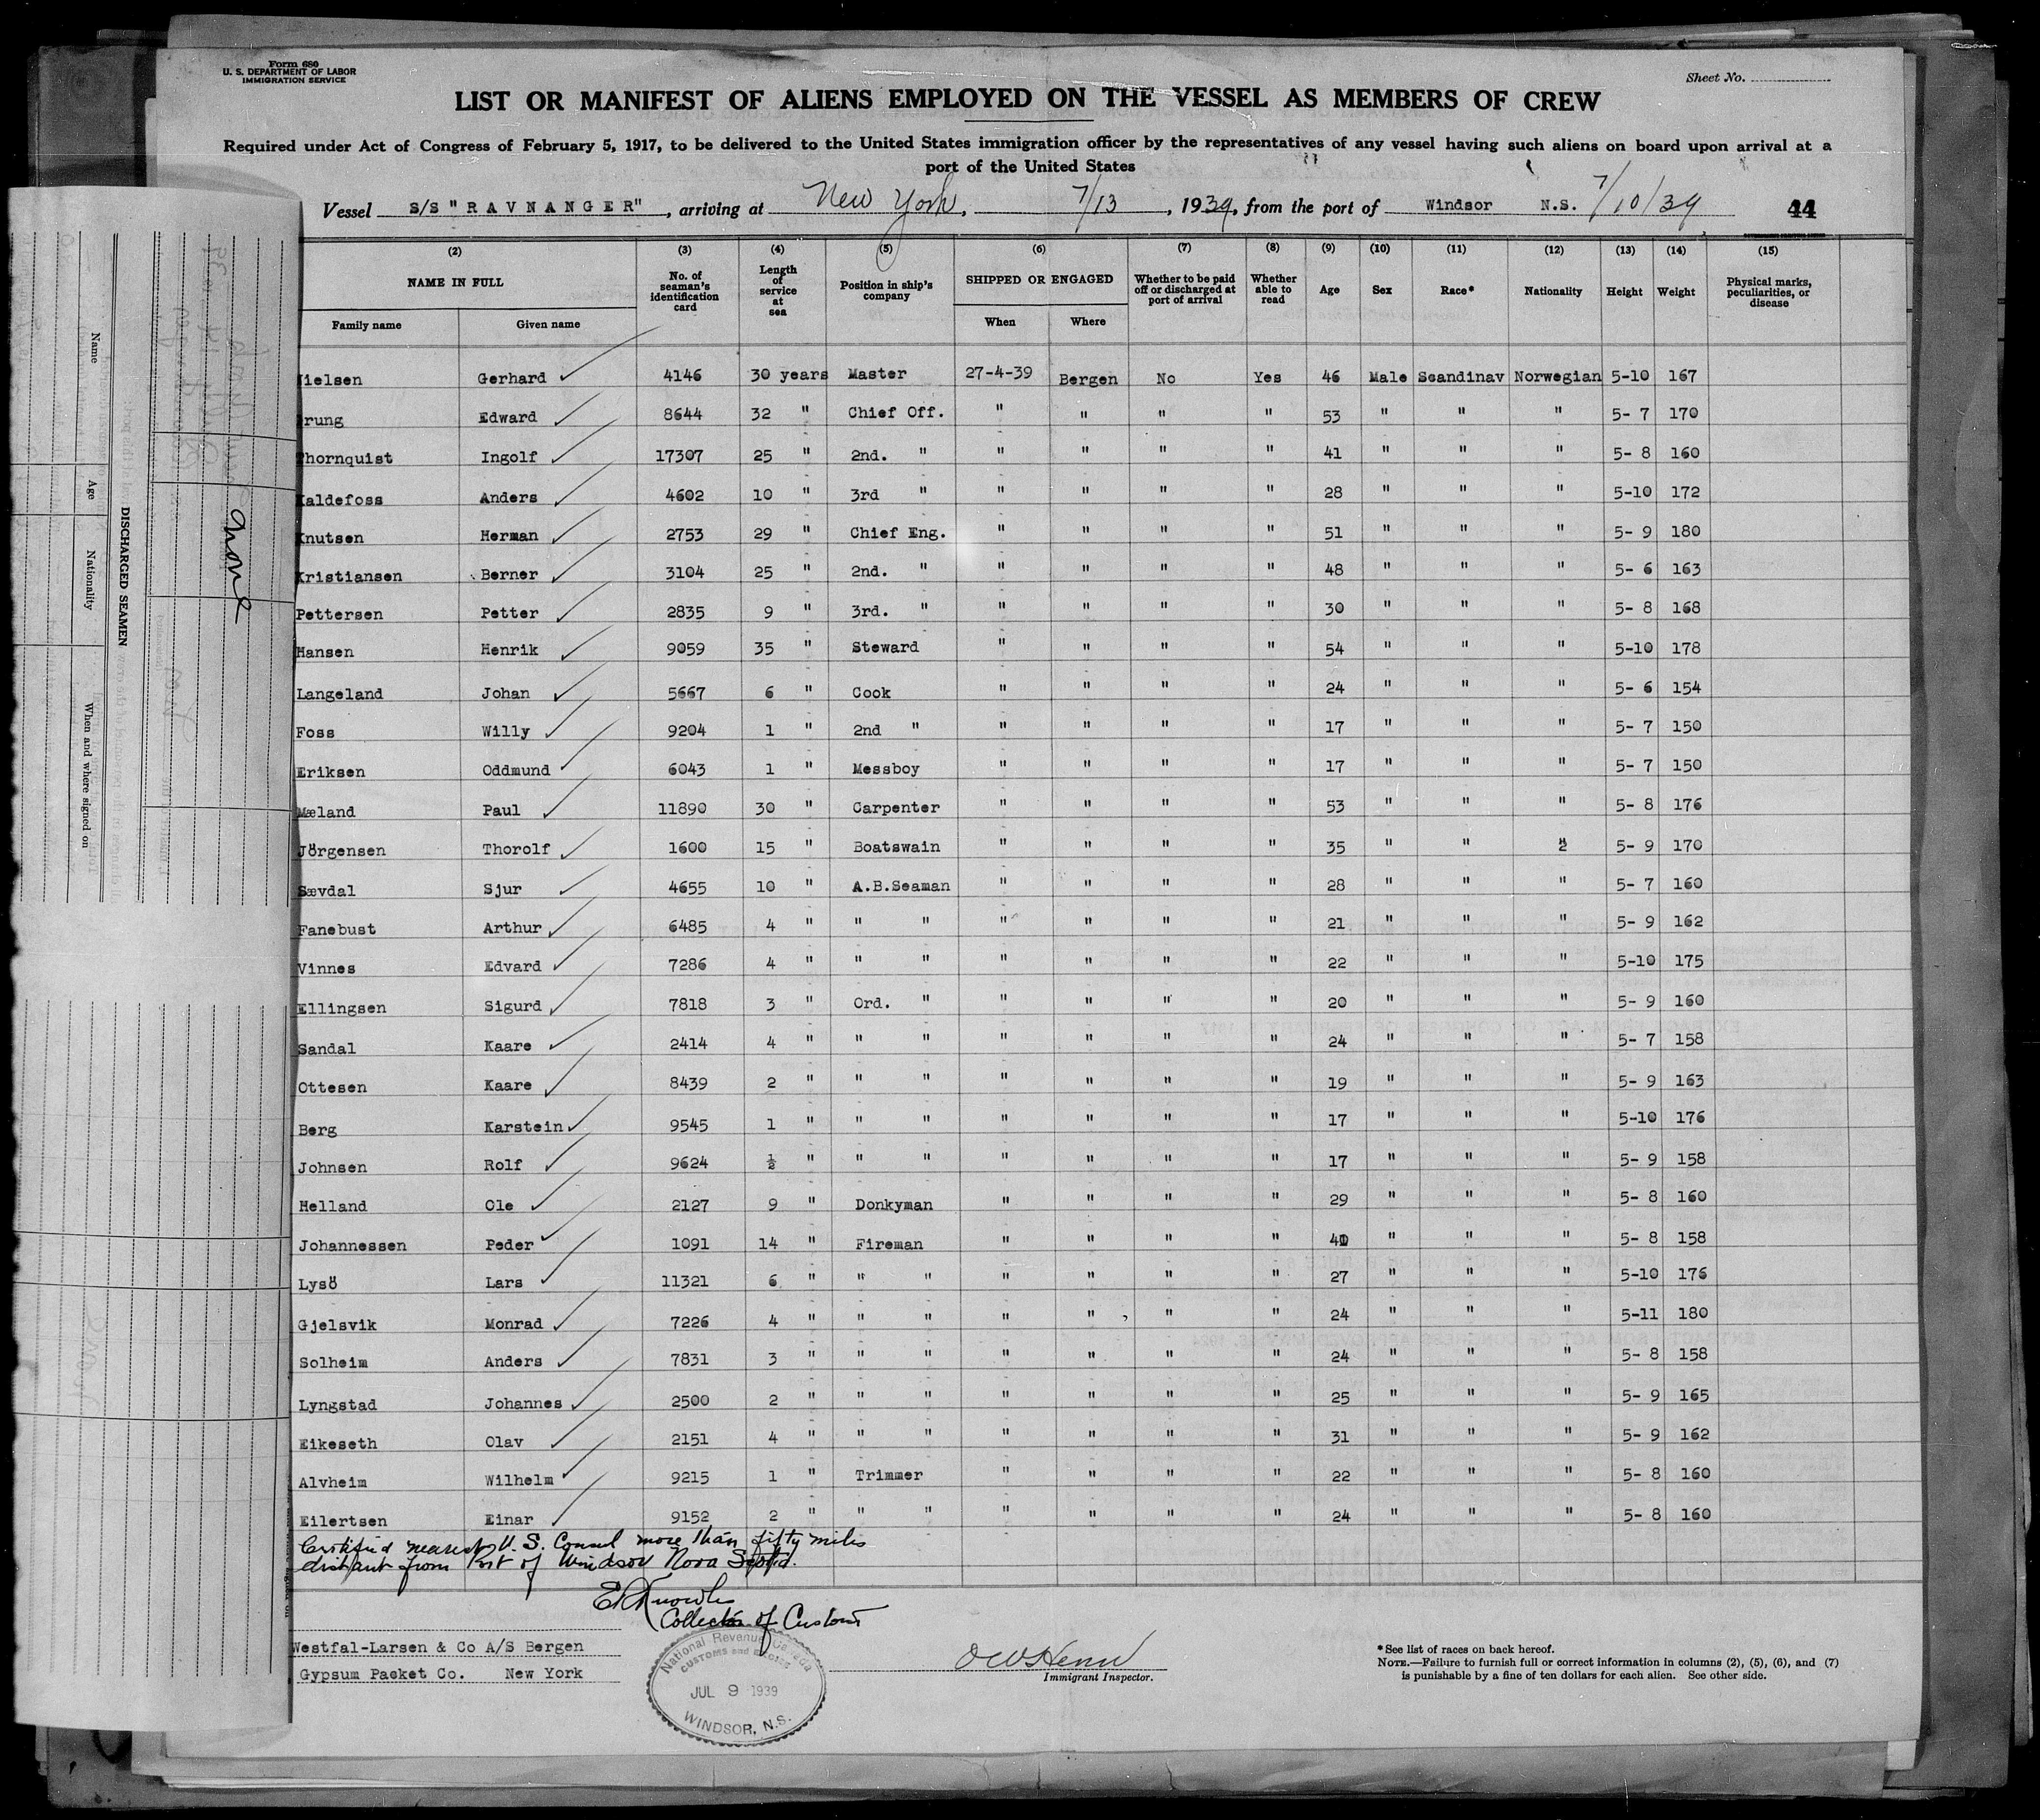 Form 680
U. S. DEPARTMENT OF LABOR
IMMIGRATION SERVICE
Sheet No.
LIST OR MANIFEST OF ALIENS EMPLOYED ON THE VESSEL AS MEMBERS OF CREW
Required under Act of Congress of February 5, 1917, to be delivered to the United States immigration officer by the representatives of any vessel having such aliens on board upon arrival at a
port of the United States
Vessel S/S "RAVNANGER", arriving at New York, 7/13, 1939, from the port of Windsor N.S. 7/10/39 44
(2) (3) (4) (5) (6) (7) (8) (9) (10) (11) (12) (13) (14) (15)
NAME IN FULL No. of seaman's identification card Length of service at sea Position in ship's company SHIPPED OR ENGAGED Whether to be paid off or discharged at port of arrival Whether able to read Age Sex Race* Nationality Height Weight Physical marks, peculiarities, or disease
Family name Given name When Where
Nielsen Gerhard 4146 30 years Master 27-4-39 Bergen No Yes 46 Male Scandinav Norwegian 5-10 167
rung Edward 8644 32 " Chief Off. " " " " 53 " " " 5- 7 170
Thornquist Ingolf 17307 25 " 2nd. " " " " " 41 " " " 5- 8 160
Kaldefoss Anders 4602 10 " 3rd " " " " " 28 " " " 5-10 172
Knutsen Herman 2753 29 " Chief Eng. " " " " 51 " " " 5- 9 180
Kristiansen Berner 3104 25 " 2nd. " " " " " 48 " " " 5- 6 163
Pettersen Petter 2835 9 " 3rd. " " " " " 30 " " " 5- 8 168
Hansen Henrik 9059 35 " Steward " " " " 54 " " " 5-10 178
Langeland Johan 5667 6 " Cook " " " " 24 " " " 5- 6 154
Foss Willy 9204 1 " 2nd " " " " " 17 " " " 5- 7 150
Eriksen Oddmund 6043 1 " Messboy " " " " 17 " " " 5- 7 150
Mæland Paul 11890 30 " Carpenter " " " " 53 " " " 5- 8 176
Jörgensen Thorolf 1600 15 " Boatswain " " " " 35 " " " 5- 9 170
Sævdal Sjur 4655 10 " A.B.Seaman " " " " 28 " " " 5- 7 160
Fanebust Arthur 6485 4 " " " " " " " 21 " " " 5- 9 162
Vinnes Edvard 7286 4 " " " " " " " 22 " " " 5-10 175
Ellingsen Sigurd 7818 3 " Ord. " " " " " 20 " " " 5- 9 160
Sandal Kaare 2414 4 " " " " " " " 24 " " " 5- 7 158
Ottesen Kaare 8439 2 " " " " " " " 19 " " " 5- 9 163
Berg Karstein 9545 1 " " " " " " " 17 " " " 5-10 176
Johnsen Rolf 9624 ½ " " " " " " " 17 " " " 5- 9 158
Helland Ole 2127 9 " Donkyman " " " " 29 " " " 5- 8 160
Johannessen Peder 1091 14 " Fireman " " " " " " " 5- 8 158
Lysö Lars 11321 6 " " " " " " " 27 " " " 5-10 176
Gjelsvik Monrad 7226 4 " " " " " " " 24 " " " 5-11 180
Solheim Anders 7831 3 " " " " " " " 24 " " " 5- 8 158
Lyngstad Johannes 2500 2 " " " " " " " 25 " " " 5- 9 165
Eikeseth Olav 2151 4 " " " " " " " 31 " " " 5- 9 162
Alvheim Wilhelm 9215 1 " Trimmer " " " " 22 " " " 5- 8 160
Eilertsen Einar 9152 2 " " " " " " " 24 " " " 5- 8 160
Certified nearest U. S. Consul more than fifty miles
distant from Port of Windsor Nova Scotia.
Collector of Customs
Westfal-Larsen & Co A/S Bergen
Gypsum Packet Co. New York
National Revenue Canada
CUSTOMS and EXCISE
JUL 9 1939
WINDSOR, N.S.
Immigrant Inspector.
*See list of races on back hereof.
NOTE.—Failure to furnish full or correct information in columns (2), (5), (6), and (7)
is punishable by a fine of ten dollars for each alien. See other side.
DISCHARGED SEAMEN
Name
Age
Nationality
When and where signed on
none